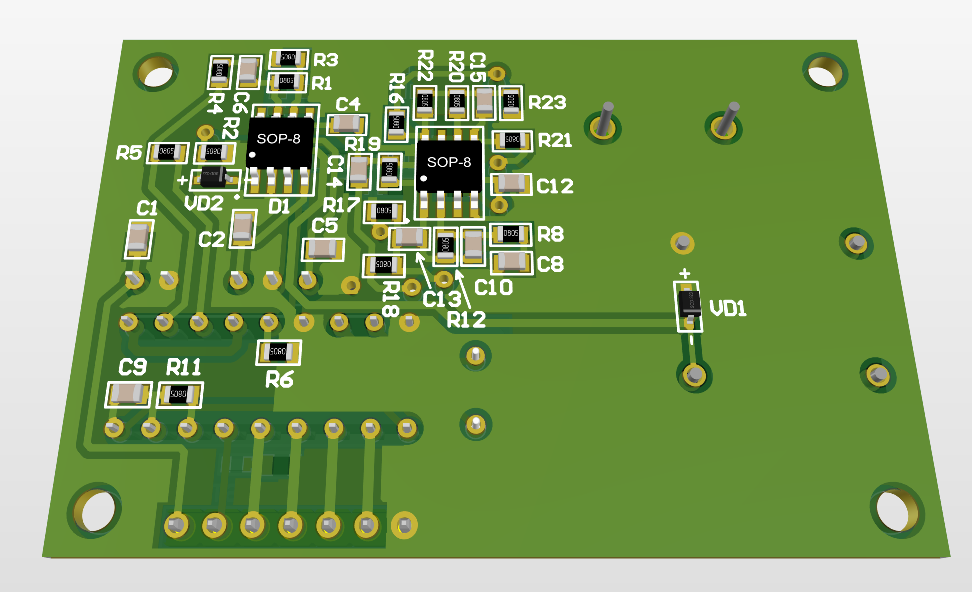 R3
R1
R4
C6
R2
SOP-8
C4
R16
R22
R20
C15
R23
R19
SOP-8
R21
R5
C14
C12
+
VD2
D1
R17
C1
C2
C5
R8
C8
R18
C13
C10
R12
+
VD1
-
R6
C9
R11